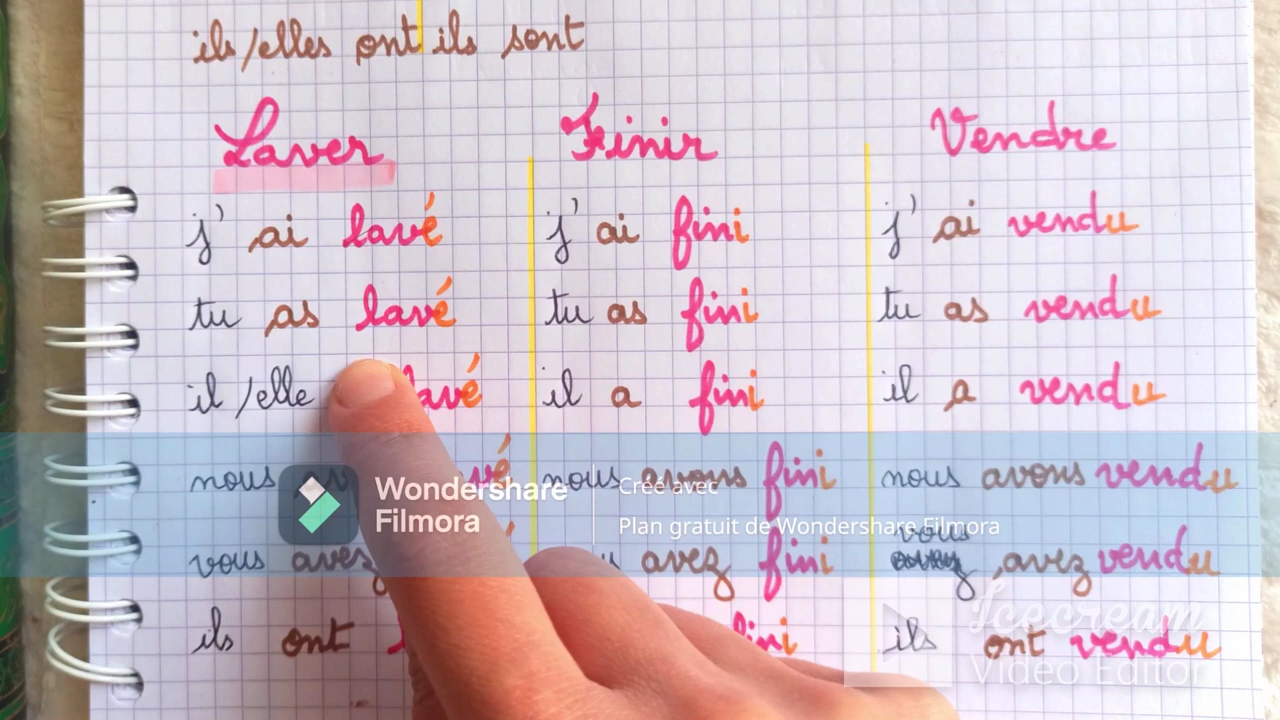 ils/elles ont ils sont
Laver Finir Vendre
j'ai lavé j'ai fini j'ai vendu
tu as lavé tu as fini tu as vendu
il/elle lavé il a fini il a vendu
nous nous avons fini nous avons vendu
Wondershare
Filmora
Créé avec
Plan gratuit de Wondershare Filmora
vous
vous avez avez fini avez vendu
ils ont fini ils ont vendu
Icecream
Video Editor